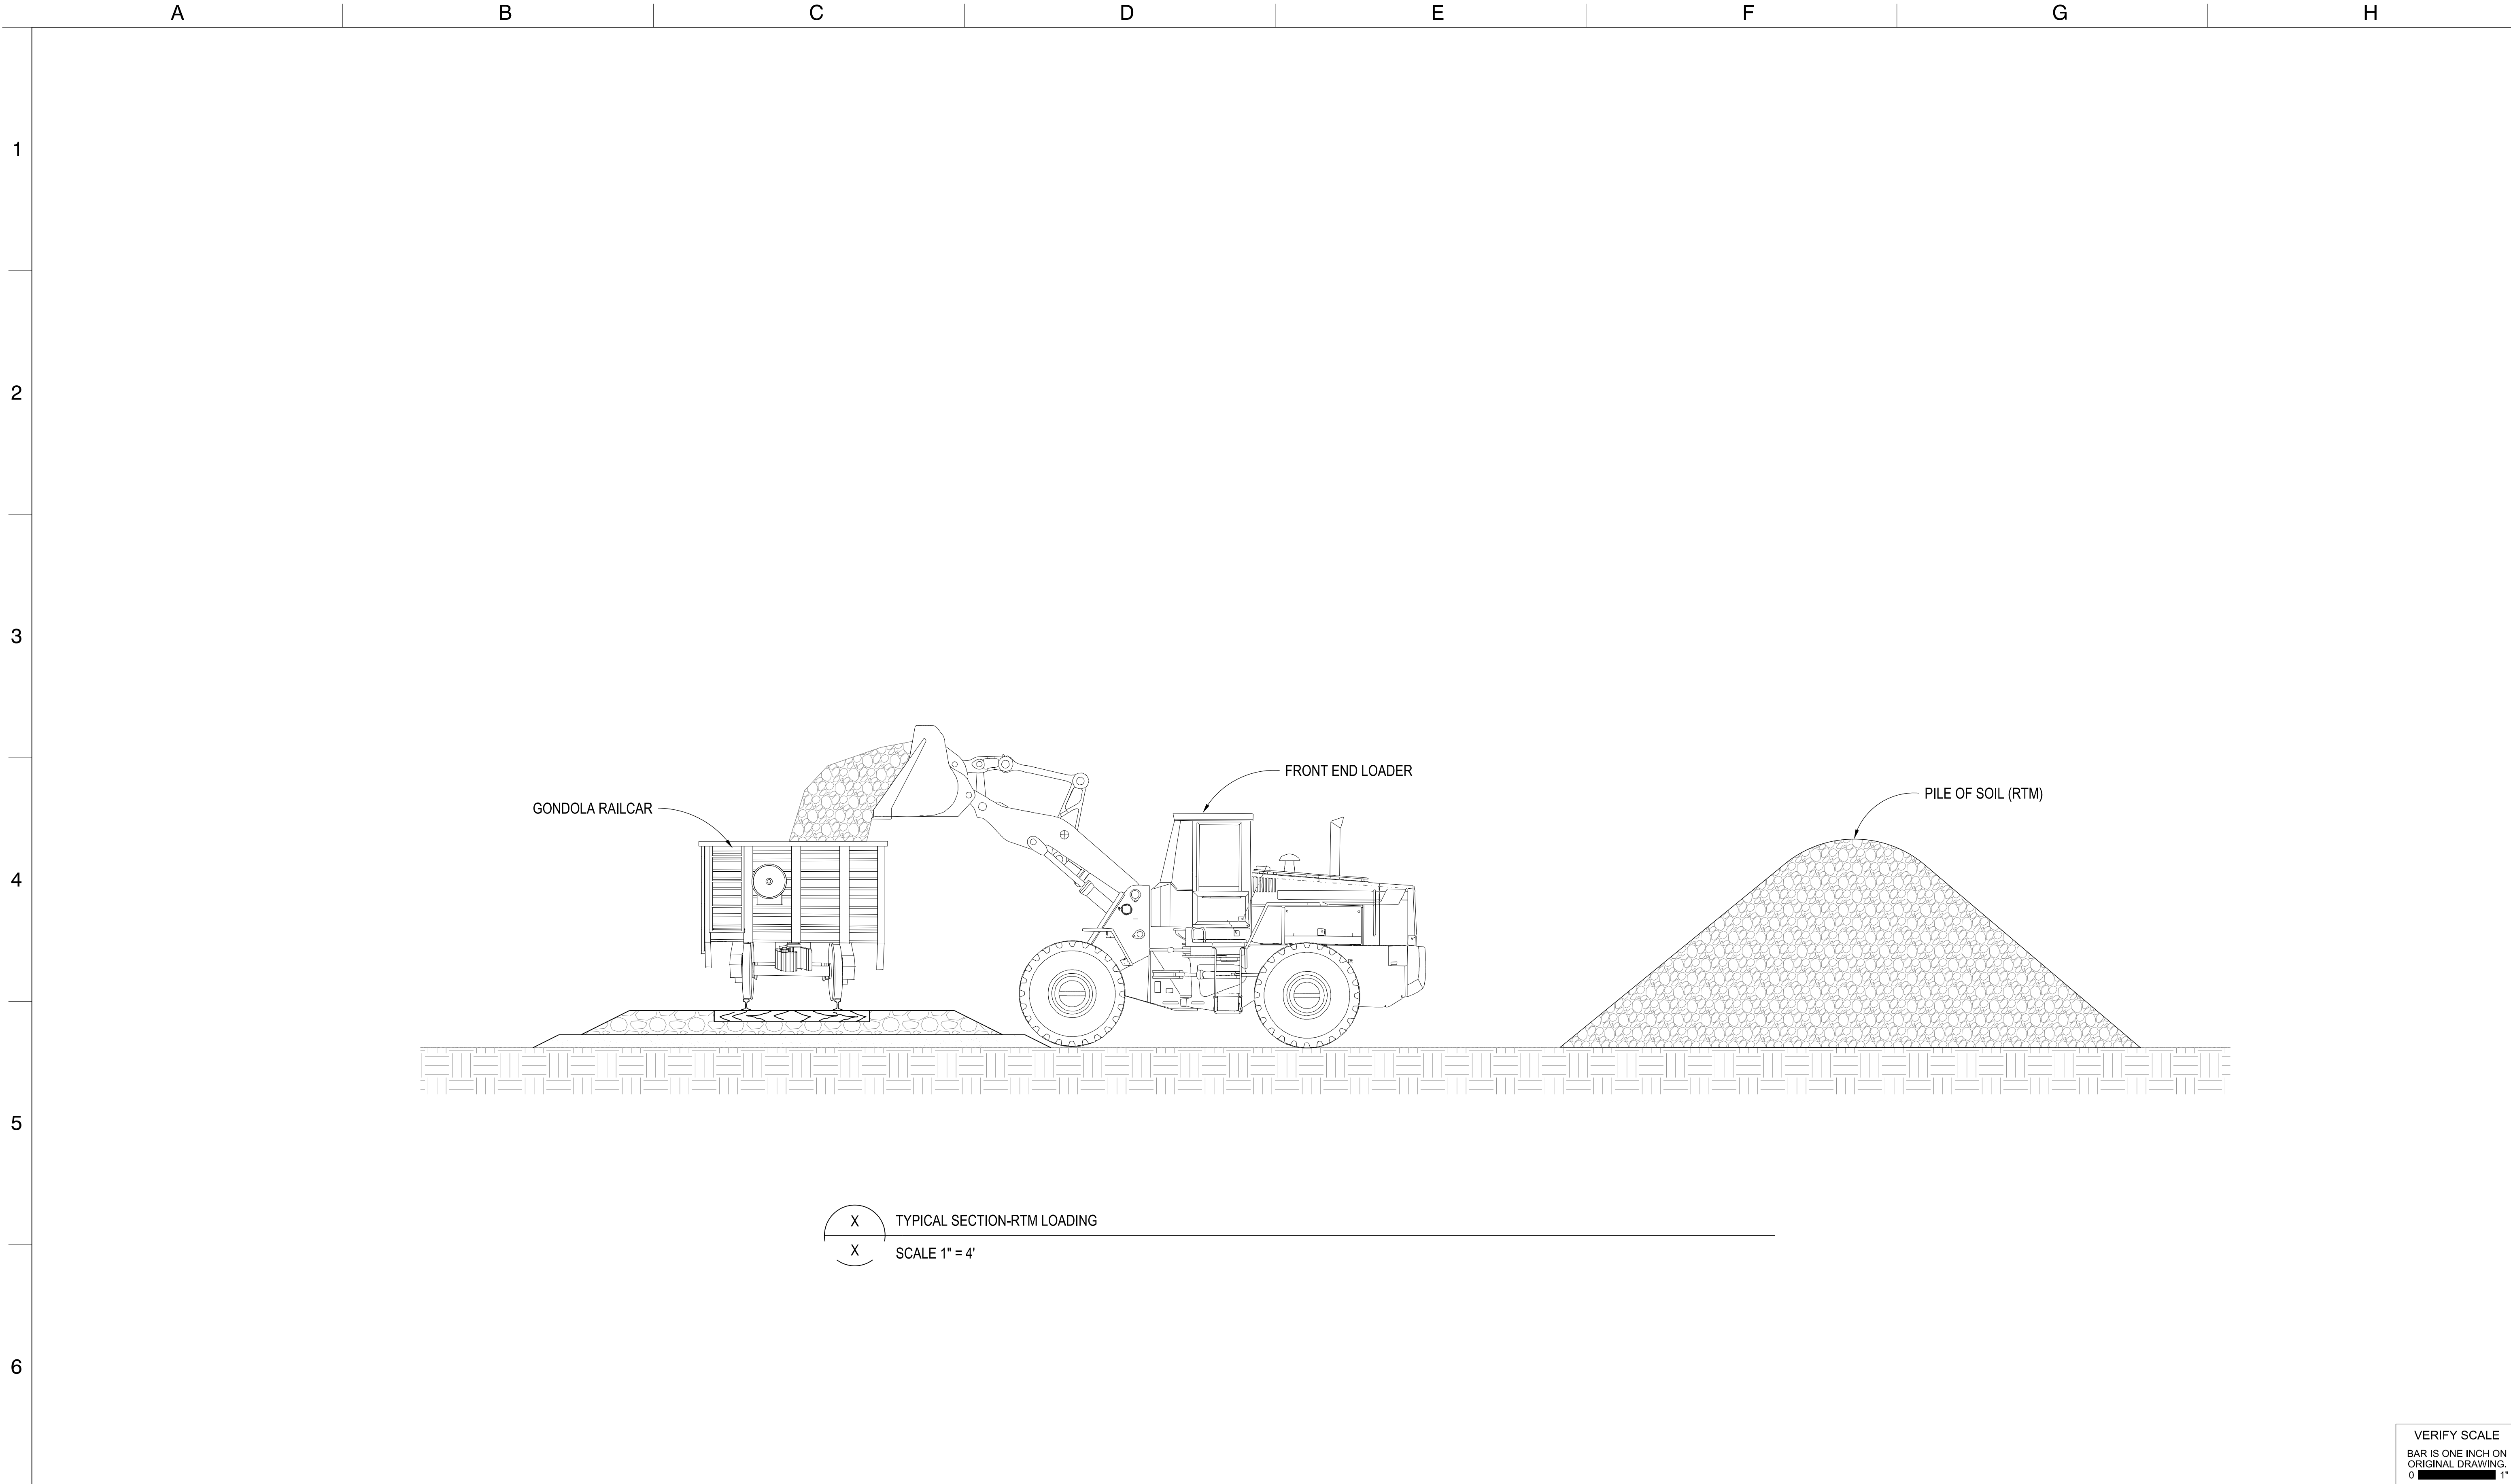 A B C D E F G H
1
2
3
4
5
6
FRONT END LOADER
PILE OF SOIL (RTM)
GONDOLA RAILCAR
X
TYPICAL SECTION-RTM LOADING
X
SCALE 1" = 4'
VERIFY SCALE
BAR IS ONE INCH ON
ORIGINAL DRAWING.
0 1"